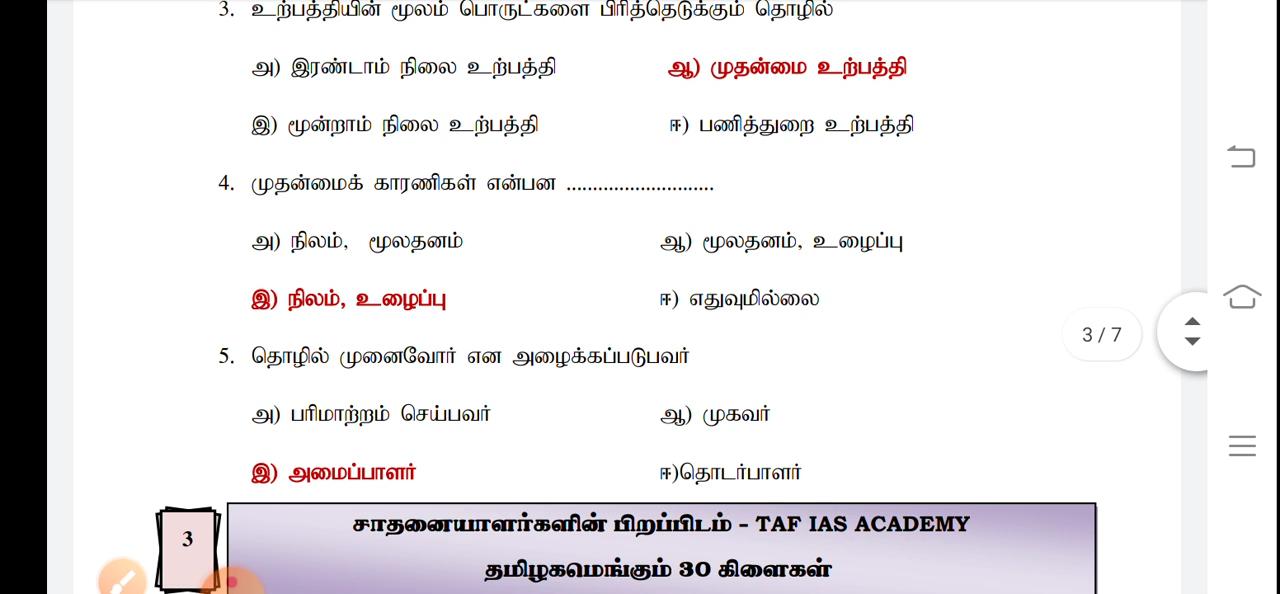 3. உற்பத்தியின் மூலம் பொருட்களை பிரித்தெடுக்கும் தொழில்
அ) இரண்டாம் நிலை உற்பத்தி ஆ) முதன்மை உற்பத்தி
இ) மூன்றாம் நிலை உற்பத்தி ஈ) பணித்துறை உற்பத்தி
4. முதன்மைக் காரணிகள் என்பன ............................
அ) நிலம், மூலதனம் ஆ) மூலதனம், உழைப்பு
இ) நிலம், உழைப்பு ஈ) எதுவுமில்லை
3 / 7
5. தொழில் முனைவோர் என அழைக்கப்படுபவர்
அ) பரிமாற்றம் செய்பவர் ஆ) முகவர்
இ) அமைப்பாளர் ஈ)தொடர்பாளர்
3
சாதனையாளர்களின் பிறப்பிடம் - TAF IAS ACADEMY
தமிழகமெங்கும் 30 கிளைகள்